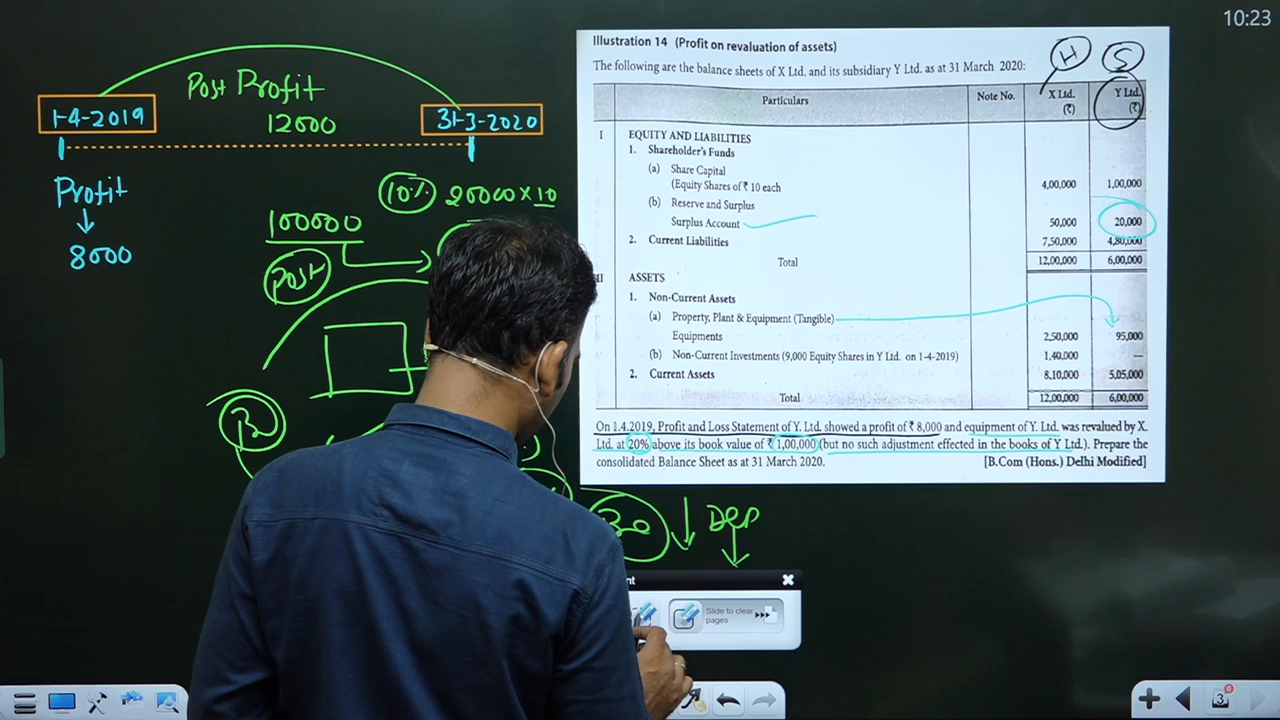 10:23
Post Profit
12000
1-4-2019
31-3-2020
Profit
↓
8000
10% 20000 × 10
100000
Post
Dep
Illustration 14 (Profit on revaluation of assets)
The following are the balance sheets of X Ltd. and its subsidiary Y Ltd. as at 31 March 2020:
H S
Particulars Note No. X Ltd. (₹) Y Ltd. (₹)
I EQUITY AND LIABILITIES
1. Shareholder's Funds
(a) Share Capital
(Equity Shares of ₹ 10 each 4,00,000 1,00,000
(b) Reserve and Surplus
Surplus Account 50,000 20,000
2. Current Liabilities 7,50,000 4,80,000
Total 12,00,000 6,00,000
II ASSETS
1. Non-Current Assets
(a) Property, Plant & Equipment (Tangible)
Equipments 2,50,000 95,000
(b) Non-Current Investments (9,000 Equity Shares in Y Ltd. on 1-4-2019) 1,40,000 —
2. Current Assets 8,10,000 5,05,000
Total 12,00,000 6,00,000
On 1.4.2019, Profit and Loss Statement of Y. Ltd. showed a profit of ₹ 8,000 and equipment of Y. Ltd. was revalued by X.
Ltd. at 20% above its book value of ₹ 1,00,000 (but no such adjustment effected in the books of Y Ltd.). Prepare the
consolidated Balance Sheet as at 31 March 2020. [B.Com (Hons.) Delhi Modified]
Slide to clear
pages
3